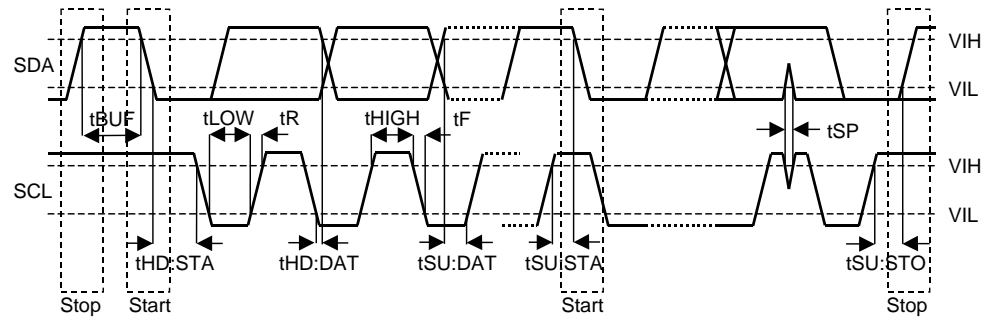 VIH
SDA
VIL
tBUF
tLOW
tR
tHIGH
tF
tSP
VIH
SCL
VIL
tHD:STA
tHD:DAT
tSU:DAT
tSU:STA
tSU:STO
Stop
Start
Start
Stop